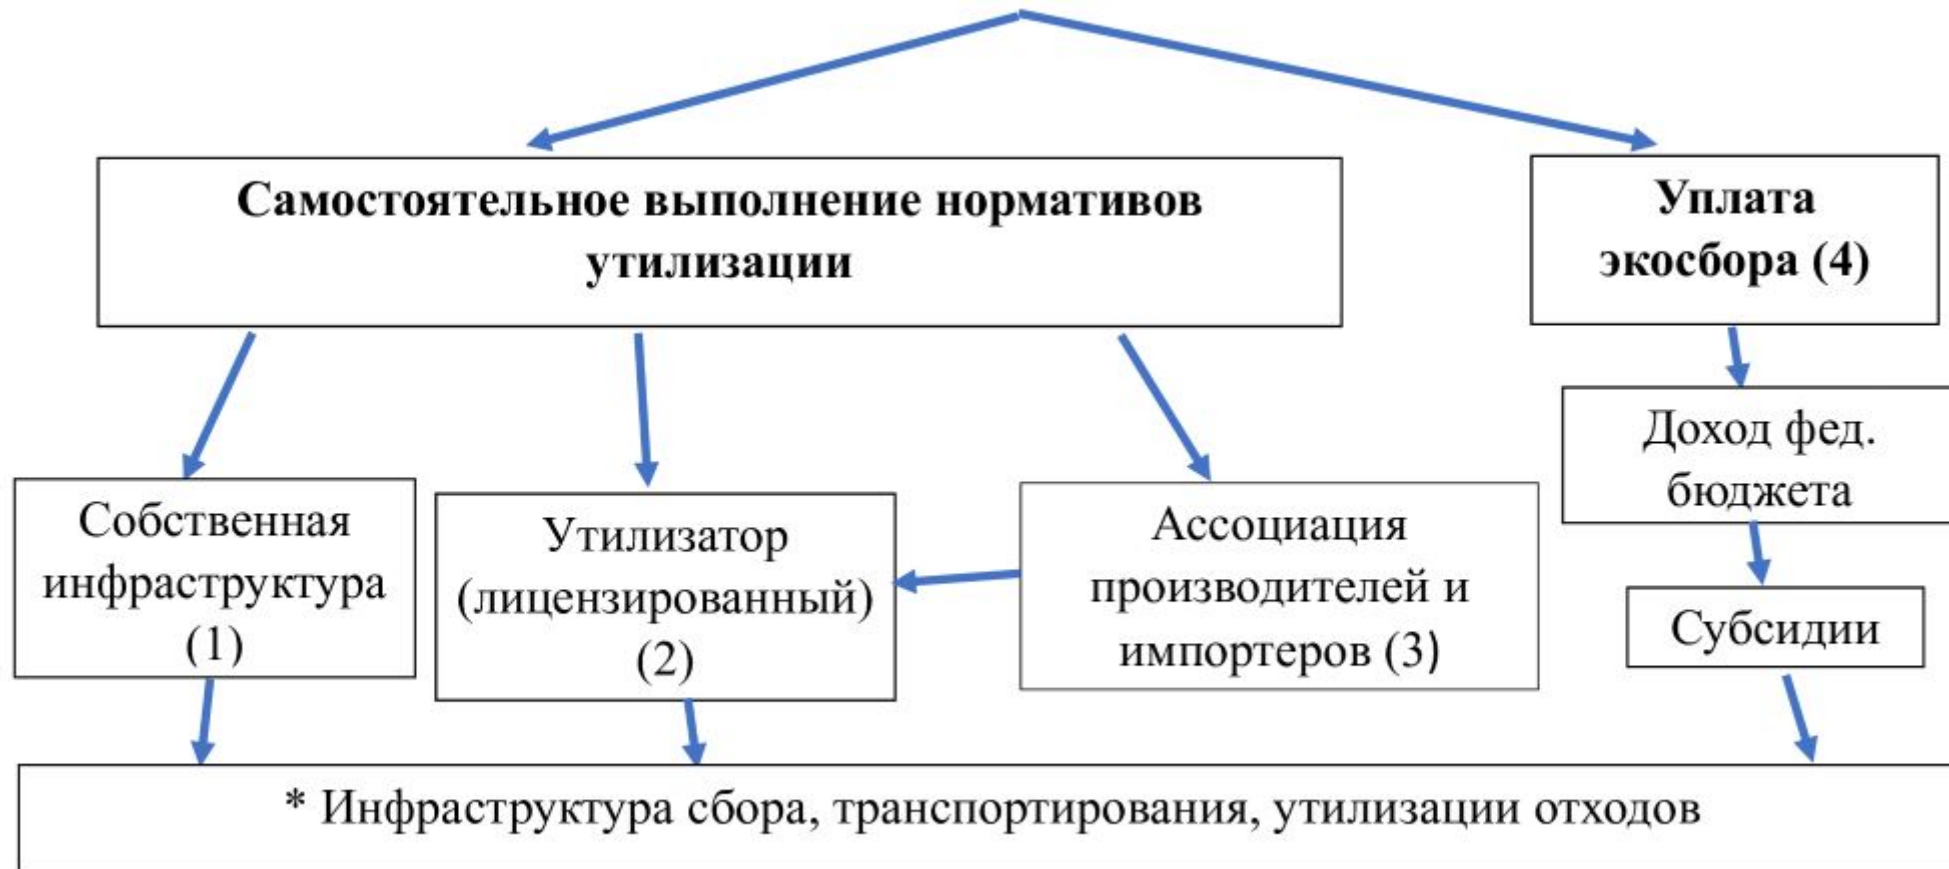 Самостоятельное выполнение нормативов
утилизации
Уплата
экосбора (4)
Доход фед.
бюджета
Собственная
инфраструктура
(1)
Утилизатор
(лицензированный)
(2)
Ассоциация
производителей и
импортеров (3)
Субсидии
* Инфраструктура сбора, транспортирования, утилизации отходов